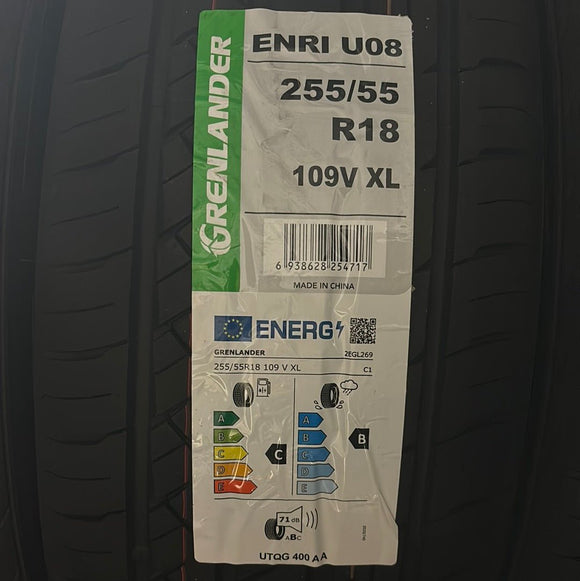 GRENLANDER
ENRI U08
255/55
R18
109V XL
6 938628 254717
MADE IN CHINA
ENERG
GRENLANDER 2EGL269
255/55R18 109 V XL C1
A A
B B B
C C C
D D
E E
71 dB
ABC
UTQG 400 A A